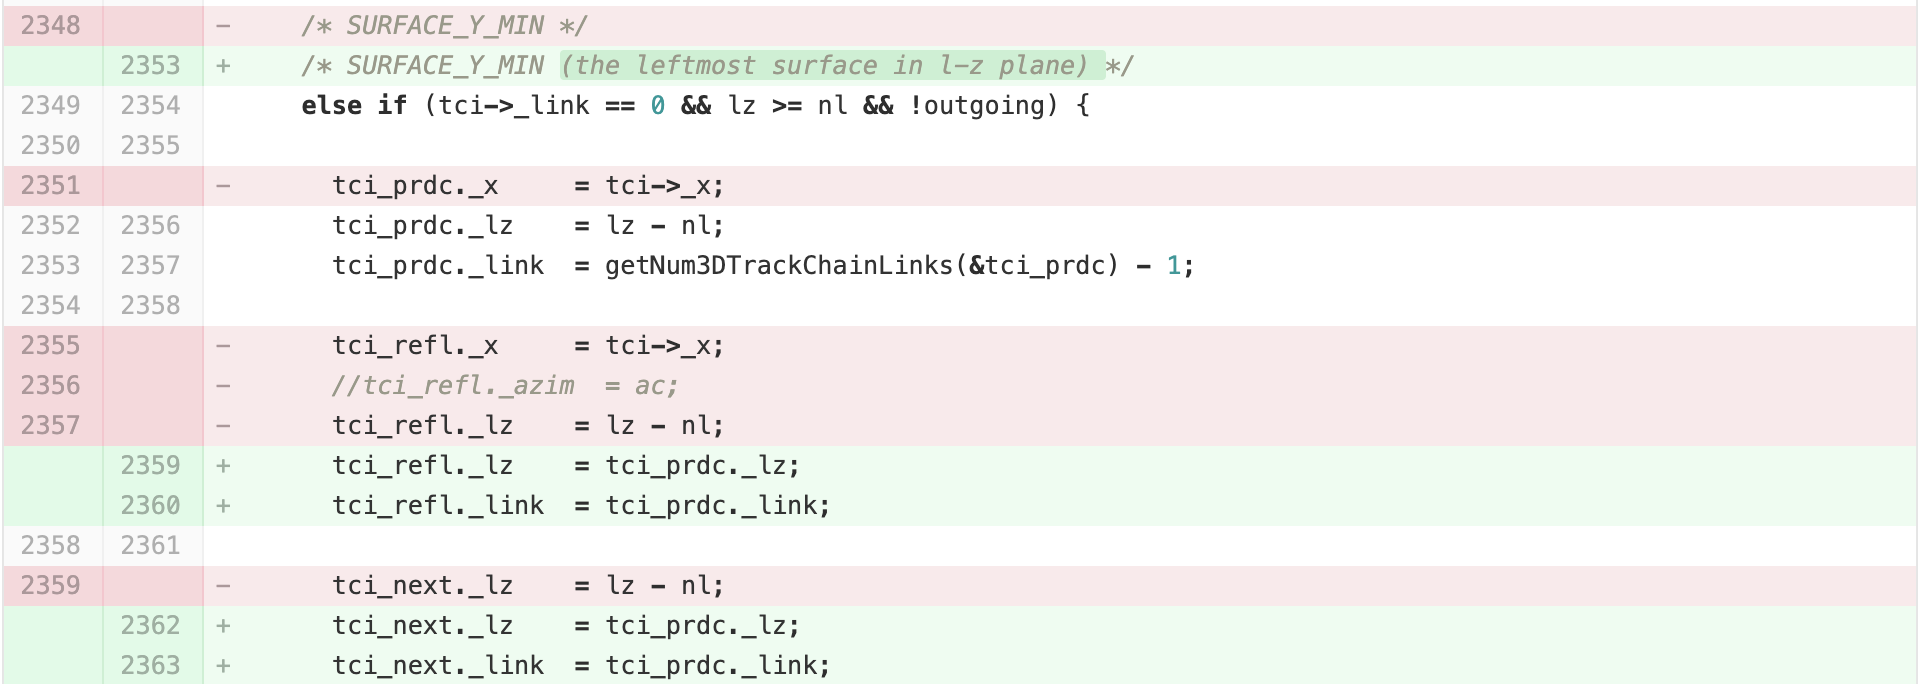 2348 - /* SURFACE_Y_MIN */
2353 + /* SURFACE_Y_MIN (the leftmost surface in l-z plane) */
2349 2354 else if (tci->_link == 0 && lz >= nl && !outgoing) {
2350 2355
2351 - tci_prdc._x = tci->_x;
2352 2356 tci_prdc._lz = lz - nl;
2353 2357 tci_prdc._link = getNum3DTrackChainLinks(&tci_prdc) - 1;
2354 2358
2355 - tci_refl._x = tci->_x;
2356 - //tci_refl._azim = ac;
2357 - tci_refl._lz = lz - nl;
2359 + tci_refl._lz = tci_prdc._lz;
2360 + tci_refl._link = tci_prdc._link;
2358 2361
2359 - tci_next._lz = lz - nl;
2362 + tci_next._lz = tci_prdc._lz;
2363 + tci_next._link = tci_prdc._link;